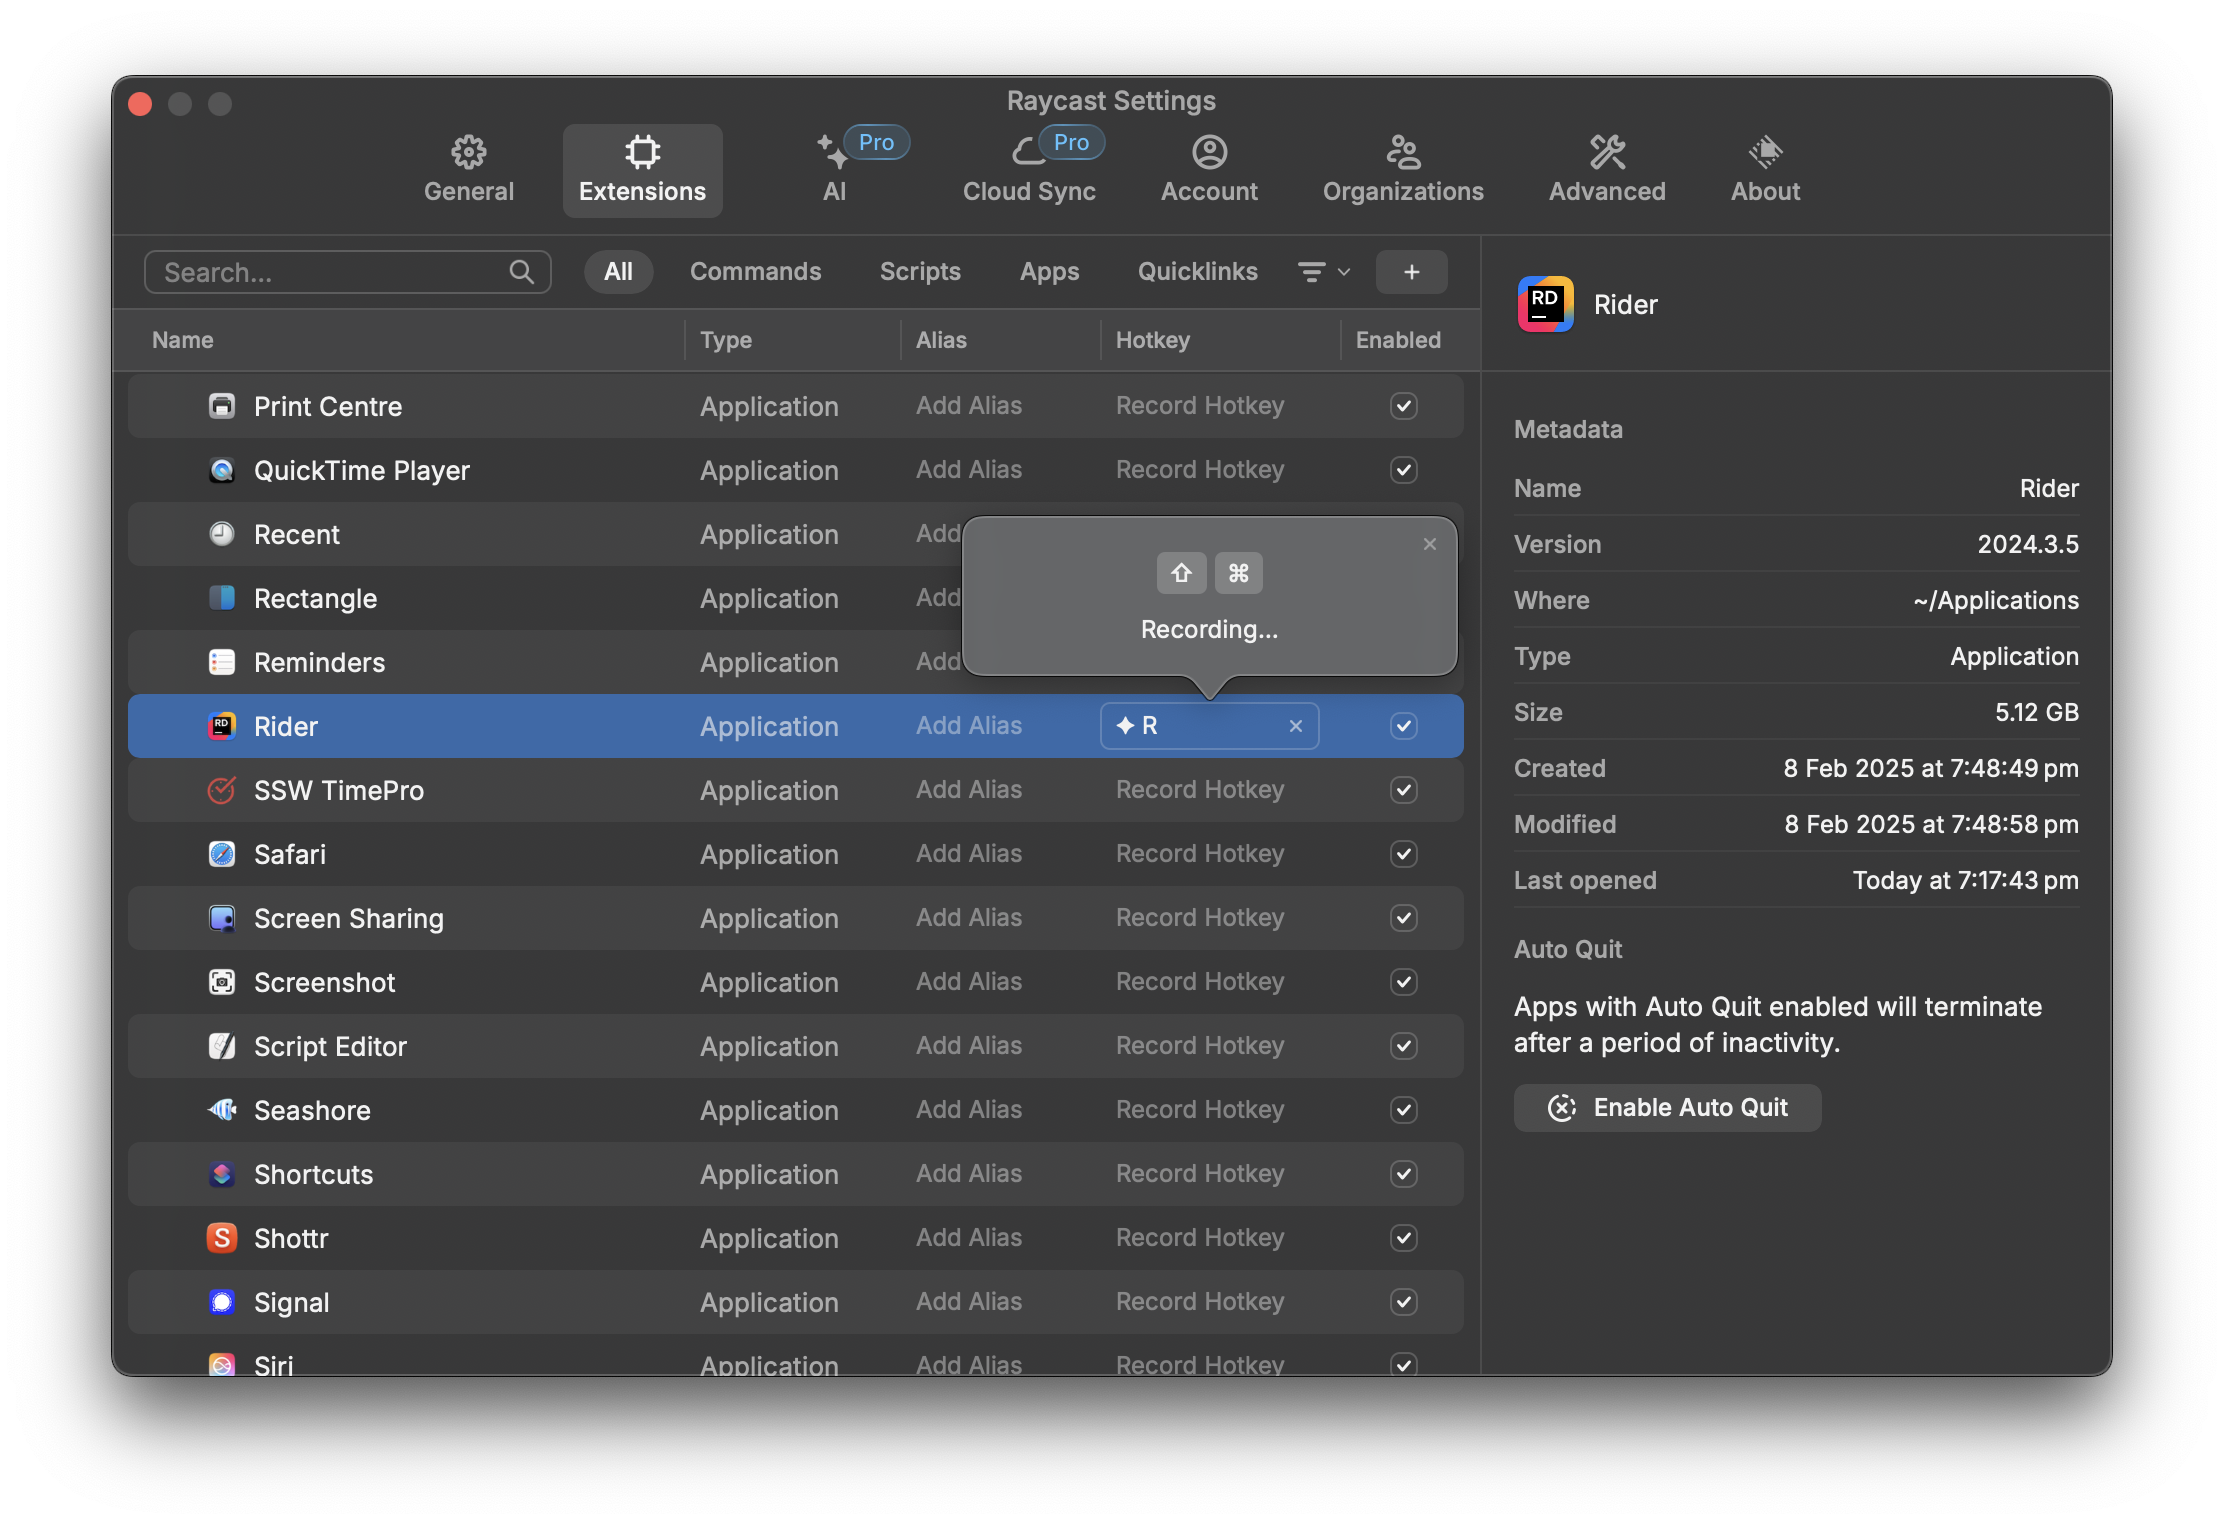 Raycast Settings
General
Extensions
AI Pro
Cloud Sync Pro
Account
Organizations
Advanced
About
Search...
All Commands Scripts Apps Quicklinks +
Name Type Alias Hotkey Enabled
Print Centre Application Add Alias Record Hotkey
QuickTime Player Application Add Alias Record Hotkey
Recent Application Add
Rectangle Application Add
Reminders Application Add
⇧ ⌘
Recording...
Rider Application Add Alias ✦ R
SSW TimePro Application Add Alias Record Hotkey
Safari Application Add Alias Record Hotkey
Screen Sharing Application Add Alias Record Hotkey
Screenshot Application Add Alias Record Hotkey
Script Editor Application Add Alias Record Hotkey
Seashore Application Add Alias Record Hotkey
Shortcuts Application Add Alias Record Hotkey
S Shottr Application Add Alias Record Hotkey
Signal Application Add Alias Record Hotkey
Siri Application Add Alias Record Hotkey
RD Rider
Metadata
Name Rider
Version 2024.3.5
Where ~/Applications
Type Application
Size 5.12 GB
Created 8 Feb 2025 at 7:48:49 pm
Modified 8 Feb 2025 at 7:48:58 pm
Last opened Today at 7:17:43 pm
Auto Quit
Apps with Auto Quit enabled will terminate
after a period of inactivity.
Enable Auto Quit